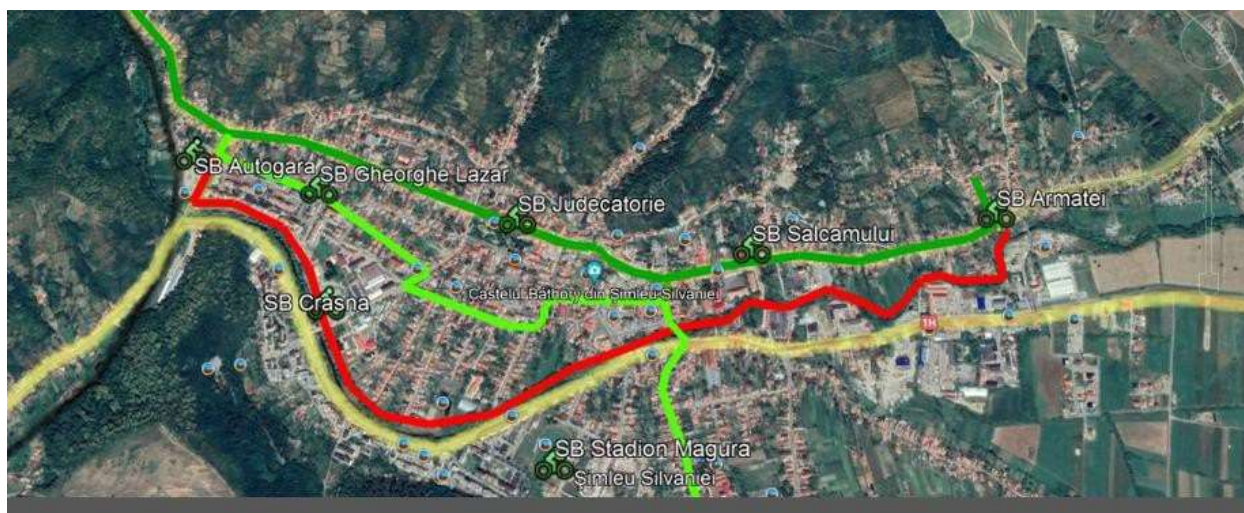 SB Autogara
SB Gheorghe Lazar
SB Judecatorie
SB Armatei
SB Salcamului
Castelul Báthory din Șimleu Silvaniei
SB Crasna
1H
SB Stadion Magura
Șimleu Silvaniei